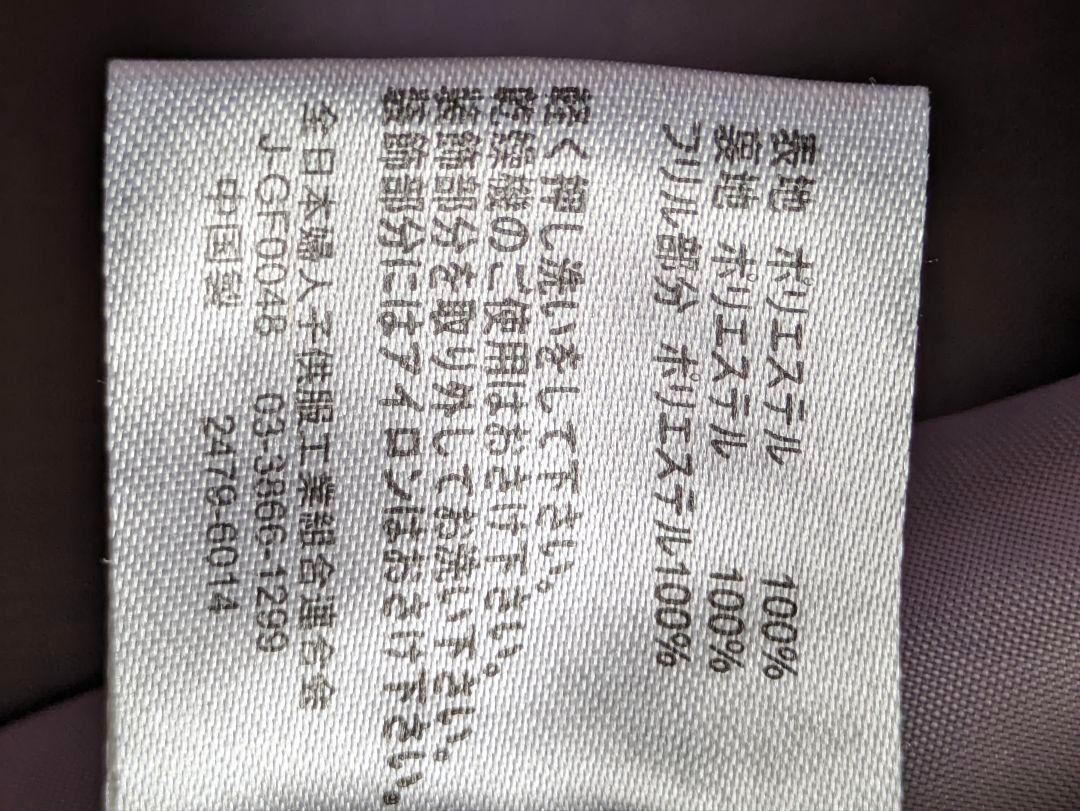 表地 ポリエステル 100%
裏地 ポリエステル 100%
フリル部分 ポリエステル100%
軽く押し洗いをして下さい。
乾燥機のご使用はおさけ下さい。
装飾部分を取り外してお洗い下さい。
装飾部分にはアイロンはおさけ下さい。
全日本婦人子供服工業組合連合会
J-GF0048 03-3866-1299
中国製 2479-6014